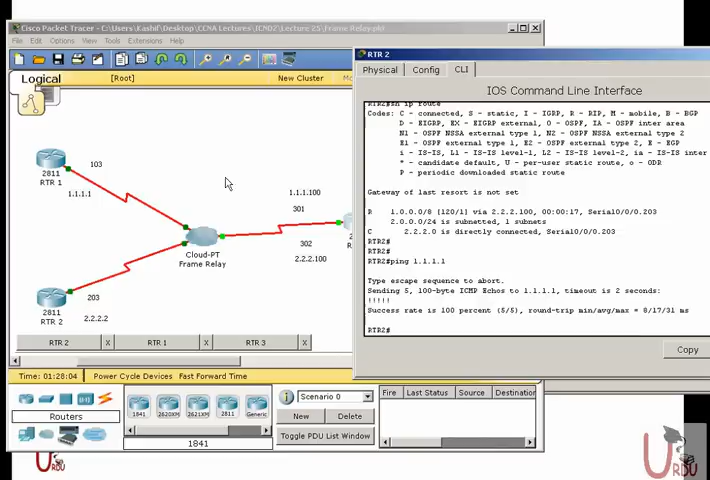 Cisco Packet Tracer - C:\Users\Kashif\Desktop\CCNA Lectures\ICND2\Lecture 25\Frame Relay.pkt
File Edit Options View Tools Extensions Help
Logical
[Root]
New Cluster
103
2811
RTR 1
1.1.1.1
1.1.1.100
301
302
2.2.2.100
Cloud-PT
Frame Relay
203
2811
RTR 2
2.2.2.2
RTR 2 X
RTR 1 X
RTR 3 X
Time: 01:28:04
Power Cycle Devices Fast Forward Time
Routers
1841
2620XM
2621XM
2811
Generic
1841
Scenario 0
New
Delete
Toggle PDU List Window
Fire
Last Status
Source
Destination
RTR 2
Physical
Config
CLI
IOS Command Line Interface
RTR2#sh ip route
Codes: C - connected, S - static, I - IGRP, R - RIP, M - mobile, B - BGP
D - EIGRP, EX - EIGRP external, O - OSPF, IA - OSPF inter area
N1 - OSPF NSSA external type 1, N2 - OSPF NSSA external type 2
E1 - OSPF external type 1, E2 - OSPF external type 2, E - EGP
i - IS-IS, L1 - IS-IS level-1, L2 - IS-IS level-2, ia - IS-IS inter
* - candidate default, U - per-user static route, o - ODR
P - periodic downloaded static route
Gateway of last resort is not set
R 1.0.0.0/8 [120/1] via 2.2.2.100, 00:00:17, Serial0/0/0.203
2.0.0.0/24 is subnetted, 1 subnets
C 2.2.2.0 is directly connected, Serial0/0/0.203
RTR2#
RTR2#
RTR2#ping 1.1.1.1
Type escape sequence to abort.
Sending 5, 100-byte ICMP Echos to 1.1.1.1, timeout is 2 seconds:
!!!!!
Success rate is 100 percent (5/5), round-trip min/avg/max = 8/17/31 ms
RTR2#
Copy
URDU
URDU